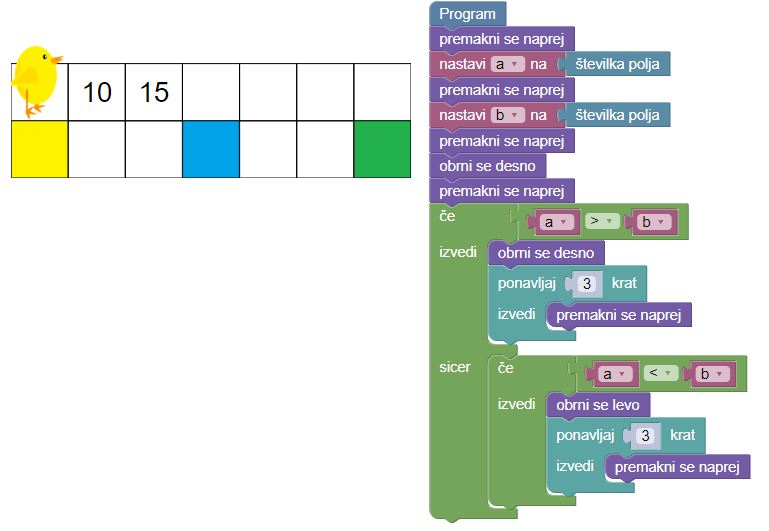 10 15
Program
premakni se naprej
nastavi a na številka polja
premakni se naprej
nastavi b na številka polja
premakni se naprej
obrni se desno
premakni se naprej
če a > b
izvedi obrni se desno
ponavljaj 3 krat
izvedi premakni se naprej
sicer če a < b
izvedi obrni se levo
ponavljaj 3 krat
izvedi premakni se naprej